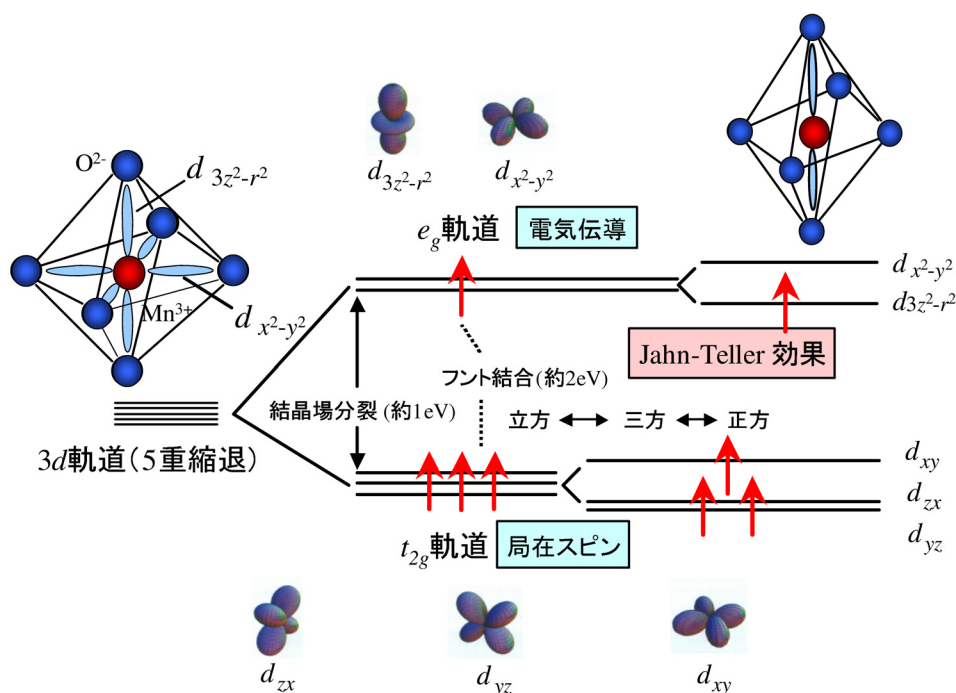 d3z²-r²
dx²-y²
O²⁻
d 3z²-r²
Mn³⁺
d x²-y²
eg軌道
電気伝導
dx²-y²
d3z²-r²
Jahn-Teller 効果
フント結合(約2eV)
結晶場分裂(約1eV)
3d軌道(5重縮退)
立方 三方 正方
dxy
dzx
dyz
t2g軌道
局在スピン
dzx
dyz
dxy